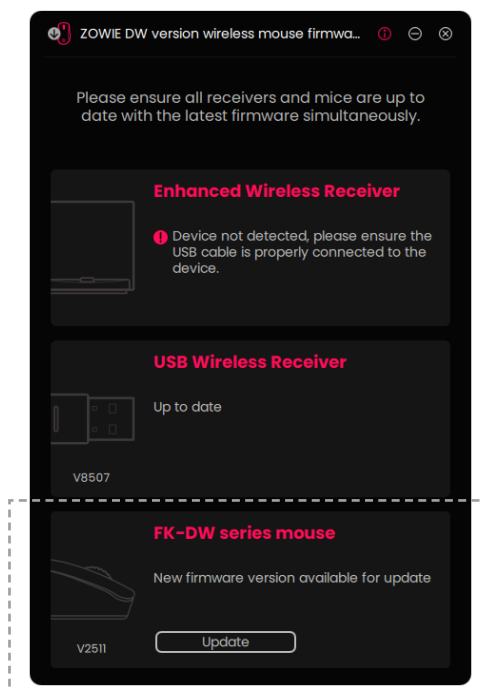 ZOWIE DW version wireless mouse firmwa...
Please ensure all receivers and mice are up to
date with the latest firmware simultaneously.
Enhanced Wireless Receiver
Device not detected, please ensure the
USB cable is properly connected to the
device.
USB Wireless Receiver
Up to date
V8507
FK-DW series mouse
New firmware version available for update
V2511
Update